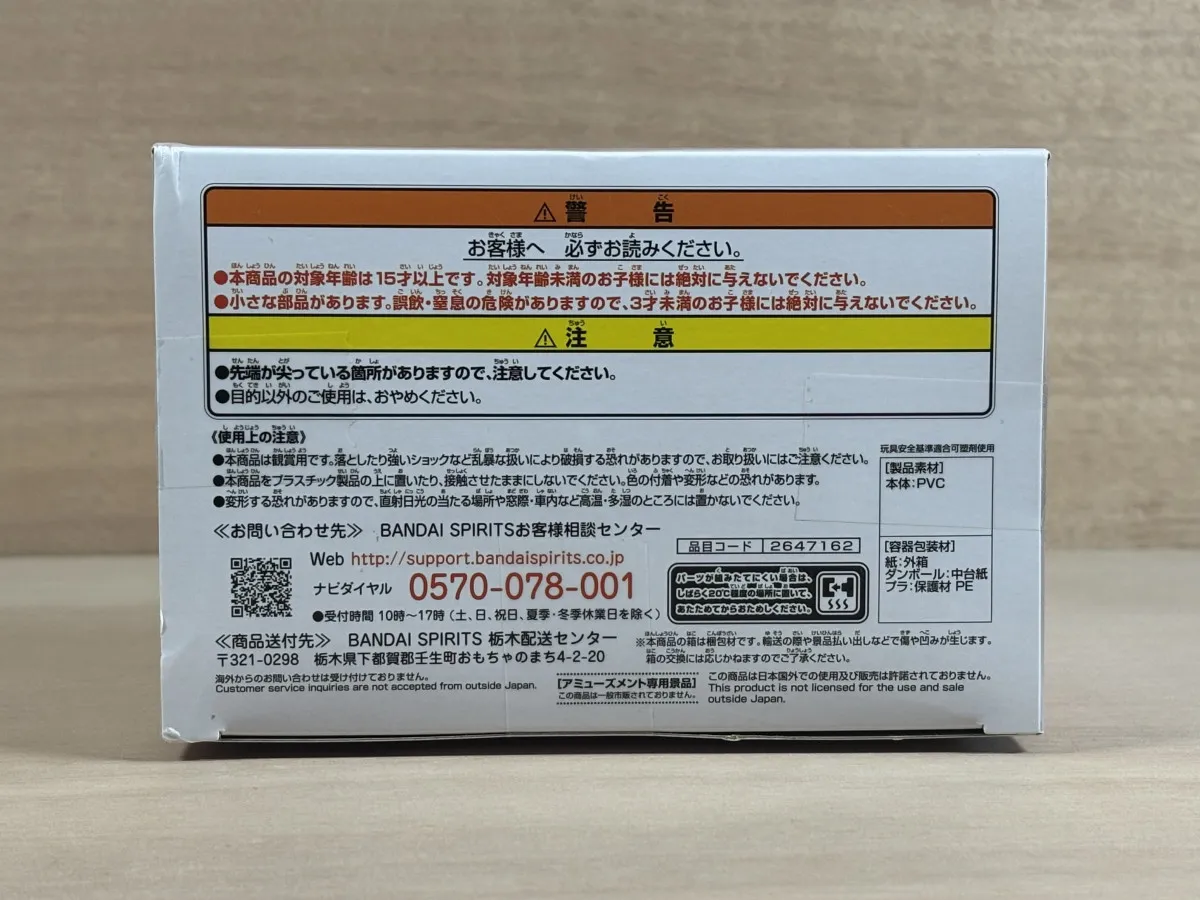 ⚠警告
お客様へ 必ずお読みください。
●本商品の対象年齢は15才以上です。対象年齢未満のお子様には絶対に与えないでください。
●小さな部品があります。誤飲・窒息の危険がありますので、3才未満のお子様には絶対に与えないでください。
⚠注意
●先端が尖っている箇所がありますので、注意してください。
●目的以外のご使用は、おやめください。
《使用上の注意》
●本商品は観賞用です。落としたり強いショックなど乱暴な扱いにより破損する恐れがありますので、お取り扱いにはご注意ください。
●本商品をプラスチック製品の上に置いたり、接触させたままにしないでください。色の付着や変形などの恐れがあります。
●変形する恐れがありますので、直射日光の当たる場所や窓際・車内など高温・多湿のところには置かないでください。
玩具安全基準適合可塑剤使用
[製品素材]
本体:PVC
[容器包装材]
紙:外箱
ダンボール:中台紙
プラ:保護材 PE
≪お問い合わせ先≫ BANDAI SPIRITSお客様相談センター
Web http://support.bandaispirits.co.jp
ナビダイヤル 0570-078-001
●受付時間 10時~17時(土、日、祝日、夏季・冬季休業日を除く)
品目コード 2647162
パーツが組みたてにくい場合は、
しばらく20℃程度の場所に置いて、
あたためてからおためしください。
≪商品送付先≫ BANDAI SPIRITS 栃木配送センター
〒321-0298 栃木県下都賀郡壬生町おもちゃのまち4-2-20
※本商品の箱は梱包材です。輸送の際や景品払い出しなどで傷や凹みが生じます。
箱の交換には応じかねますのでご了承ください。
海外からのお問い合わせは受け付けておりません。
Customer service inquiries are not accepted from outside Japan.
[アミューズメント専用景品]
この商品は一般市販されておりません。
この商品は日本国外での使用及び販売は許諾されておりません。
This product is not licensed for the use and sale
outside Japan.